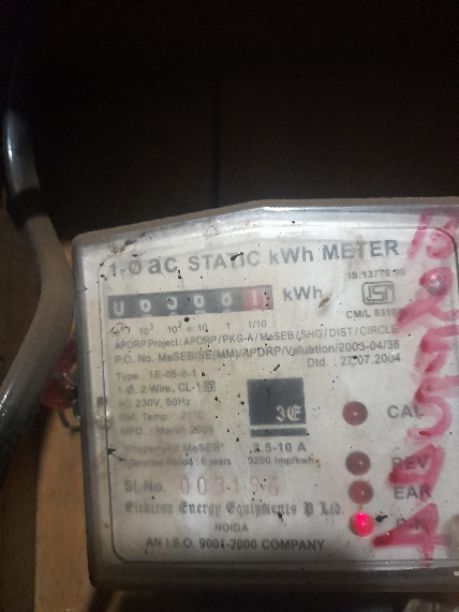 1-Ø ac STATIC kWh METER
IS:13779.99
kWh
CM/L
10² 10 1 1/10
APDRP Project: APDRP/PKG-A/MeSEB/SHG/DIST/CIRCLE
P.O. No. MeSEB/SE(MM)/APDRP/Valuation/2003-04/38
Dtd. : 27.07.2004
Type : 1E-05-8-1
1-Ø, 2 Wire, CL-1
AC 230V, 50Hz
Ref. Temp. 27°C
CAL
MFD : March 2006
"Property of MeSEB" 2.5-10 A
Guarantee Period : 5 years 3200 Imp/kwh
REV
Sl.No. 003196
EAR
Elektron Energy Equipments P Ltd.
NOIDA
AN I.S.O. 9001-2000 COMPANY